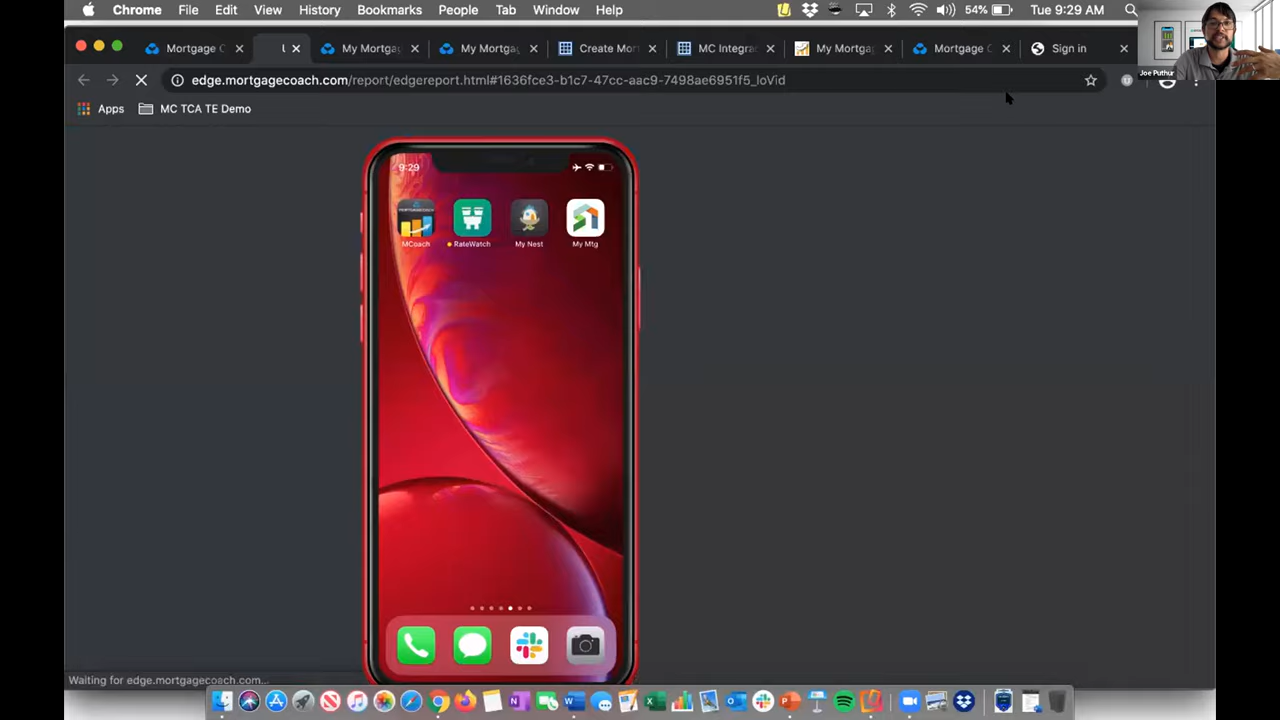 Chrome File Edit View History Bookmarks People Tab Window Help 54% Tue 9:29 AM
Mortgage C My Mortga My Mortga Create Mor MC Integra My Mortga Mortgage C Sign in
Joe Puthur
edge.mortgagecoach.com/report/edgereport.html#1636fce3-b1c7-47cc-aac9-7498ae6951f5_loVid
Apps MC TCA TE Demo
9:29
MCoach RateWatch My Nest My Mtg
Waiting for edge.mortgagecoach.com...